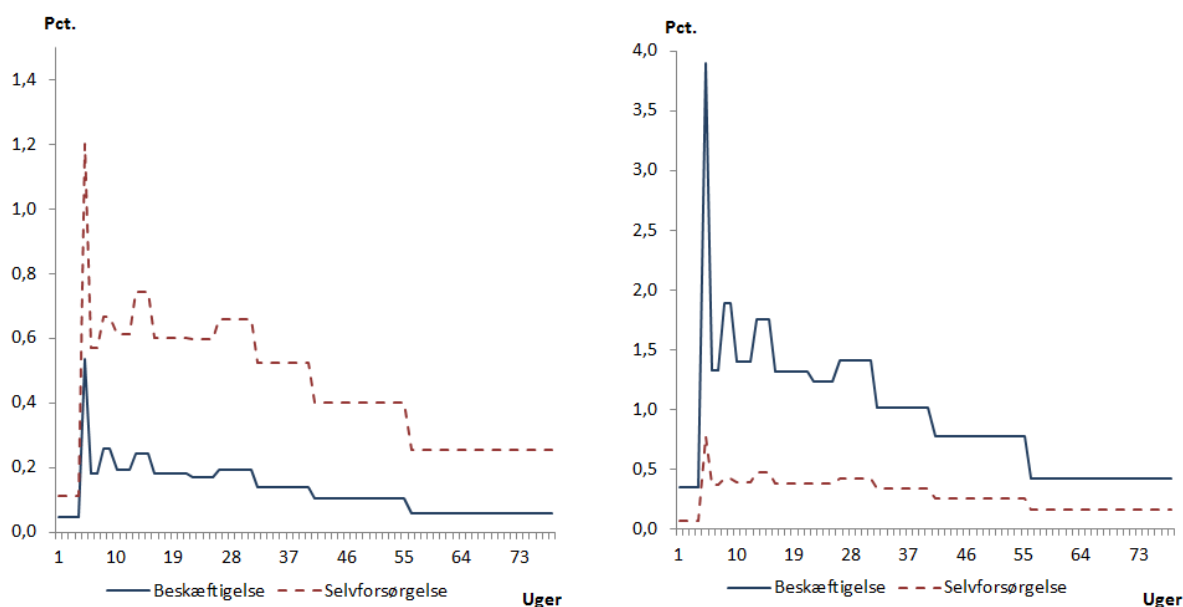 Pct.
1,4
1,2
1,0
0,8
0,6
0,4
0,2
0,0
1 10 19 28 37 46 55 64 73
Beskæftigelse Selvforsørgelse
Uger
Pct.
4,0
3,5
3,0
2,5
2,0
1,5
1,0
0,5
0,0
1 10 19 28 37 46 55 64 73
Beskæftigelse Selvforsørgelse
Uger